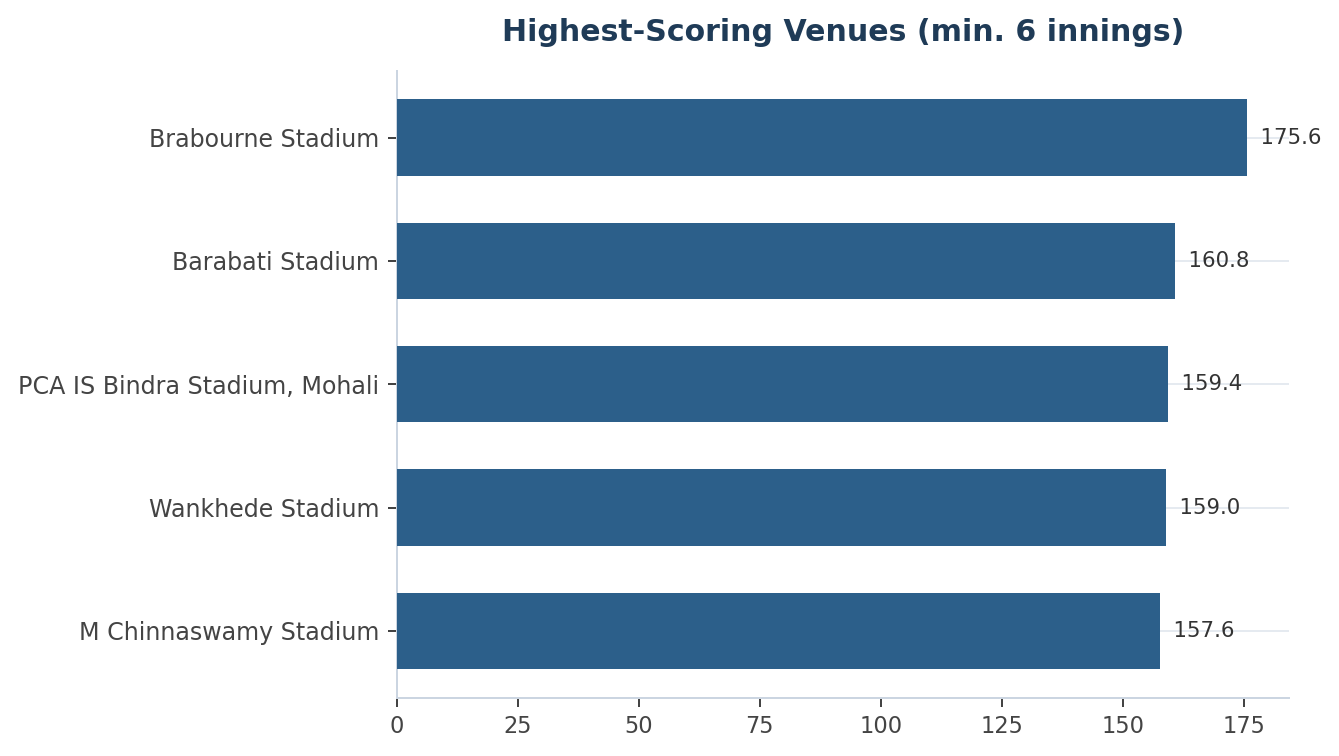 Highest-Scoring Venues (min. 6 innings)
Brabourne Stadium 175.6
Barabati Stadium 160.8
PCA IS Bindra Stadium, Mohali 159.4
Wankhede Stadium 159.0
M Chinnaswamy Stadium 157.6
0 25 50 75 100 125 150 175